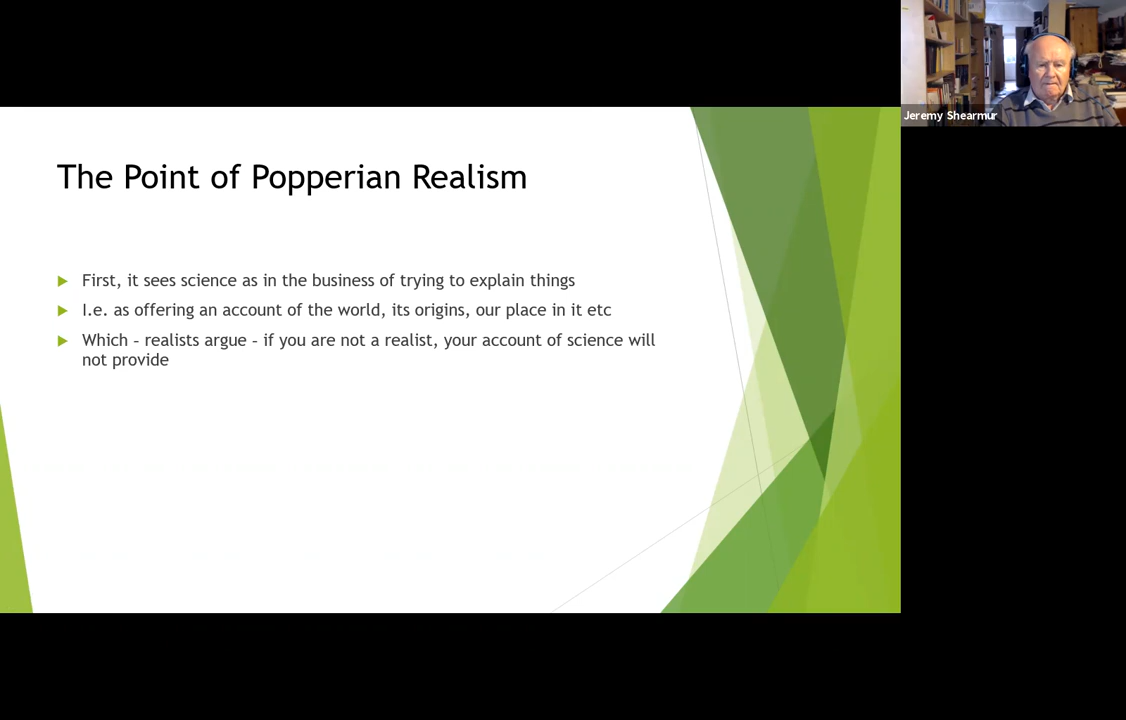 The Point of Popperian Realism
First, it sees science as in the business of trying to explain things
I.e. as offering an account of the world, its origins, our place in it etc
Which – realists argue – if you are not a realist, your account of science will
not provide
Jeremy Shearmur